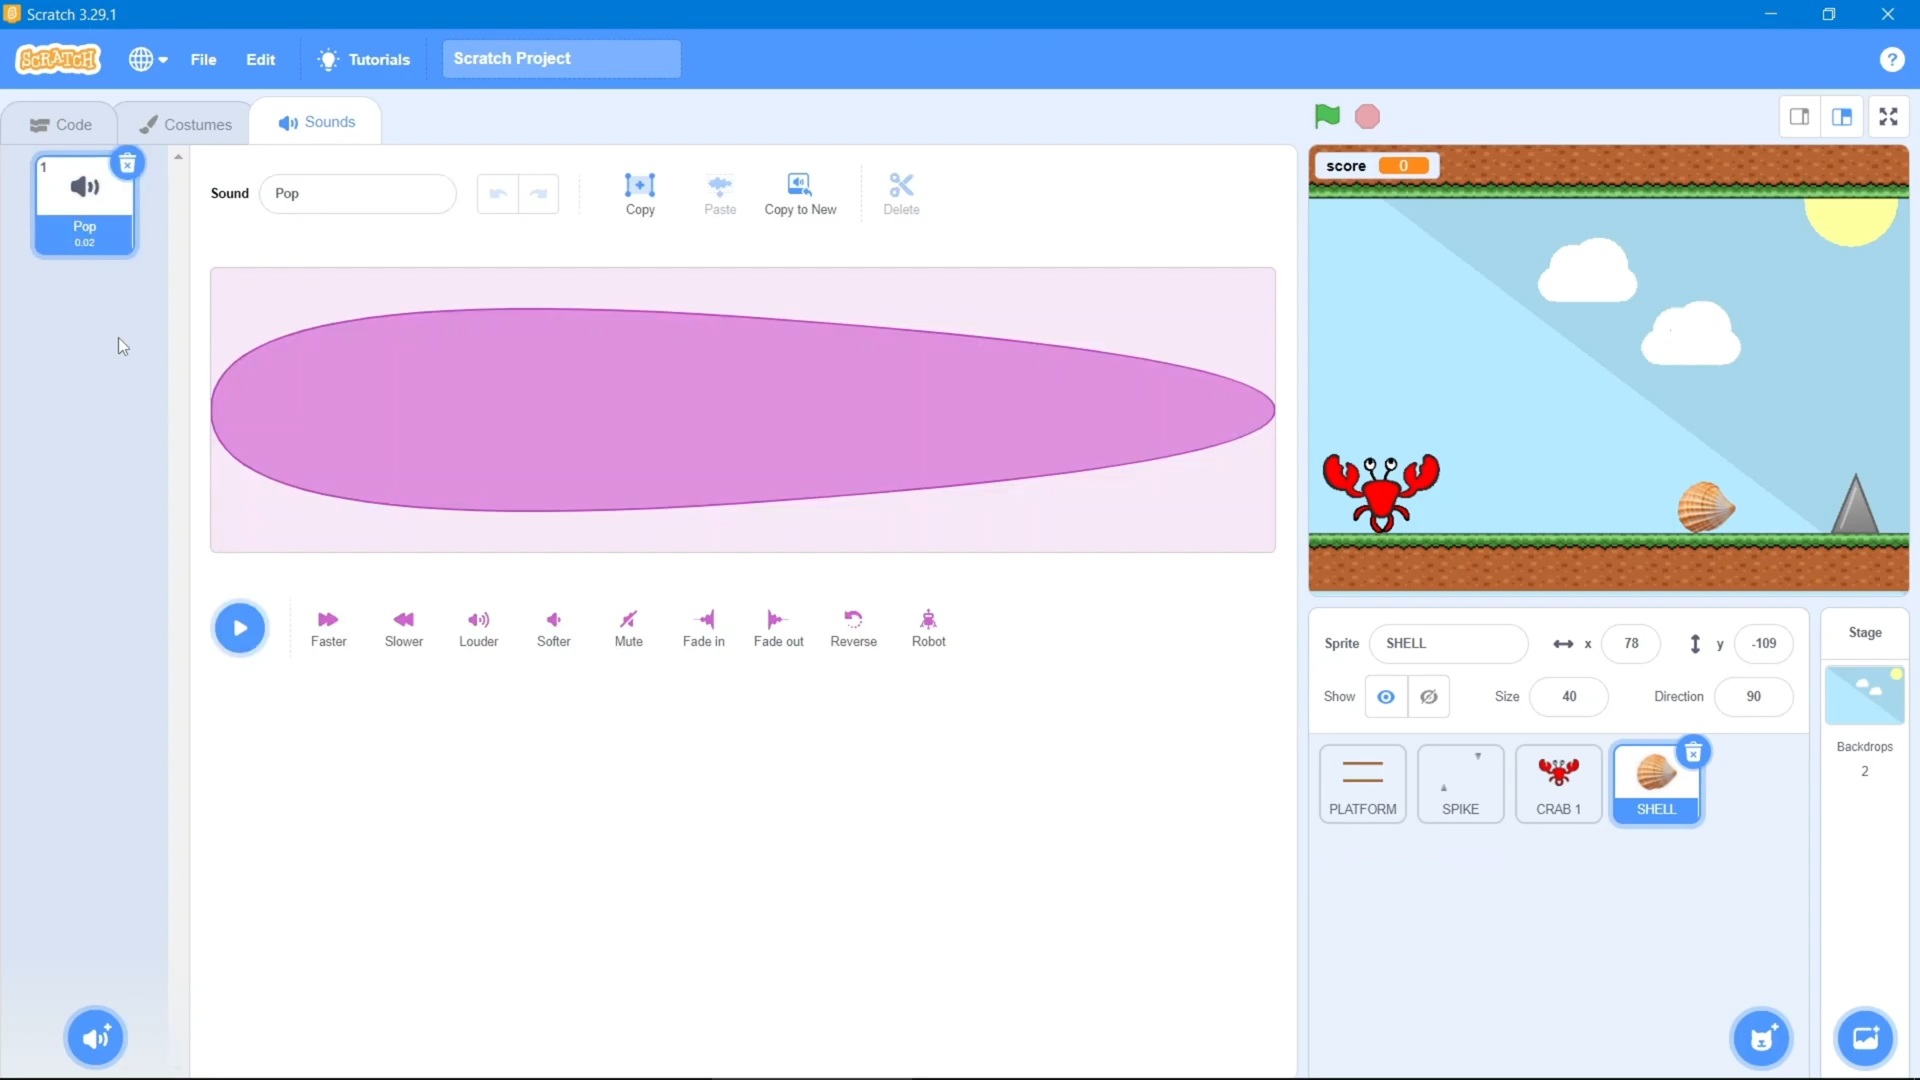 Scratch 3.29.1
SCRATCH
File
Edit
Tutorials
Scratch Project
?
Code
Costumes
Sounds
1
Pop
0.02
Sound
Pop
Copy
Paste
Copy to New
Delete
Faster
Slower
Louder
Softer
Mute
Fade in
Fade out
Reverse
Robot
score 0
Sprite
SHELL
x
78
y
-109
Show
Size
40
Direction
90
PLATFORM
SPIKE
CRAB 1
SHELL
Stage
Backdrops
2